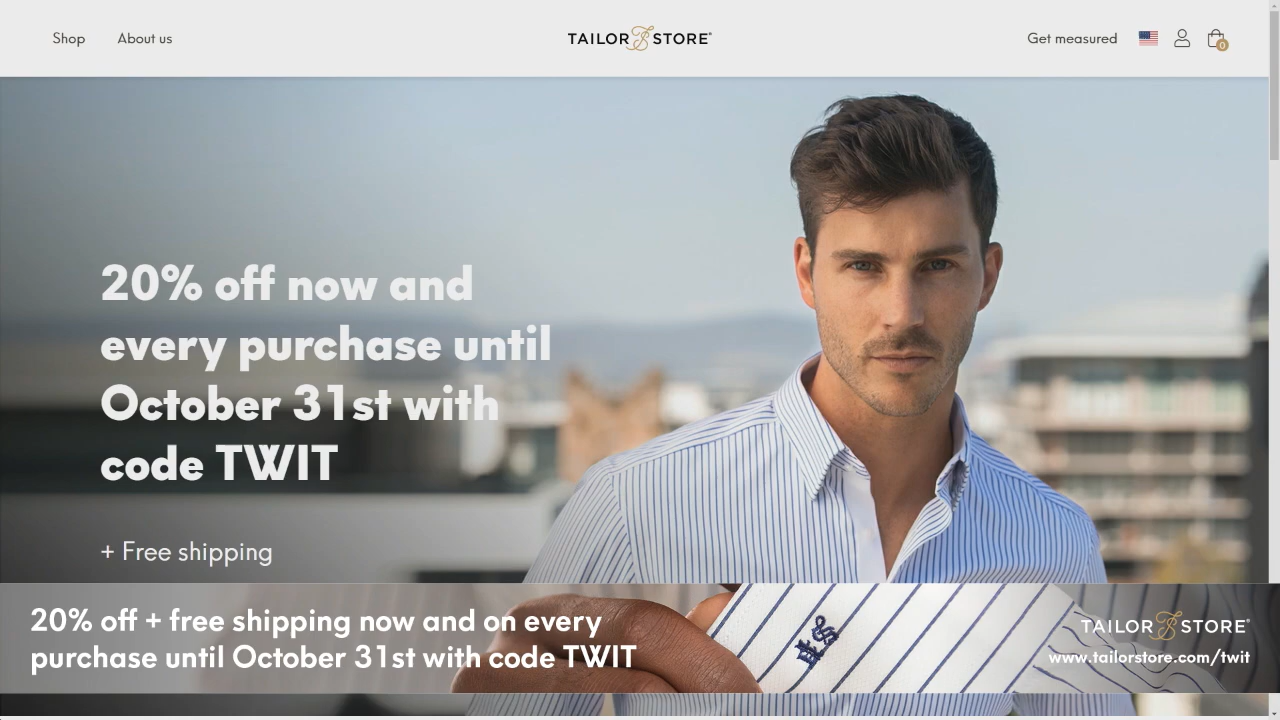 Shop
About us
TAILOR STORE®
Get measured
0
20% off now and
every purchase until
October 31st with
code TWIT
+ Free shipping
20% off + free shipping now and on every
purchase until October 31st with code TWIT
TAILOR STORE®
www.tailorstore.com/twit